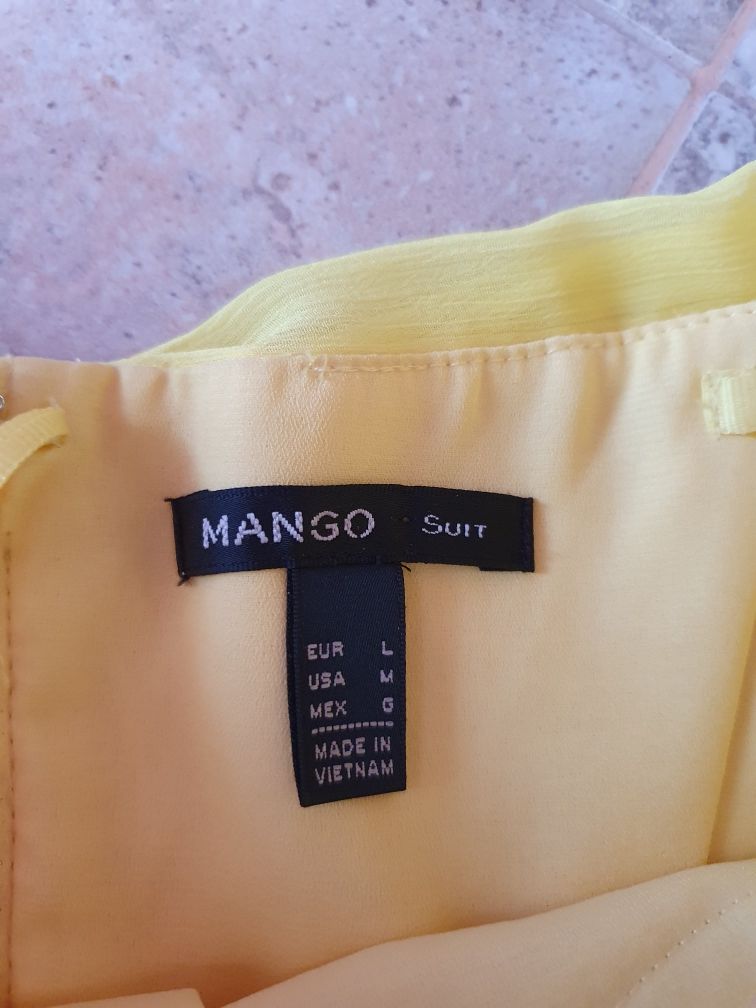 MANGO SUIT
EUR L
USA M
MEX G
MADE IN
VIETNAM